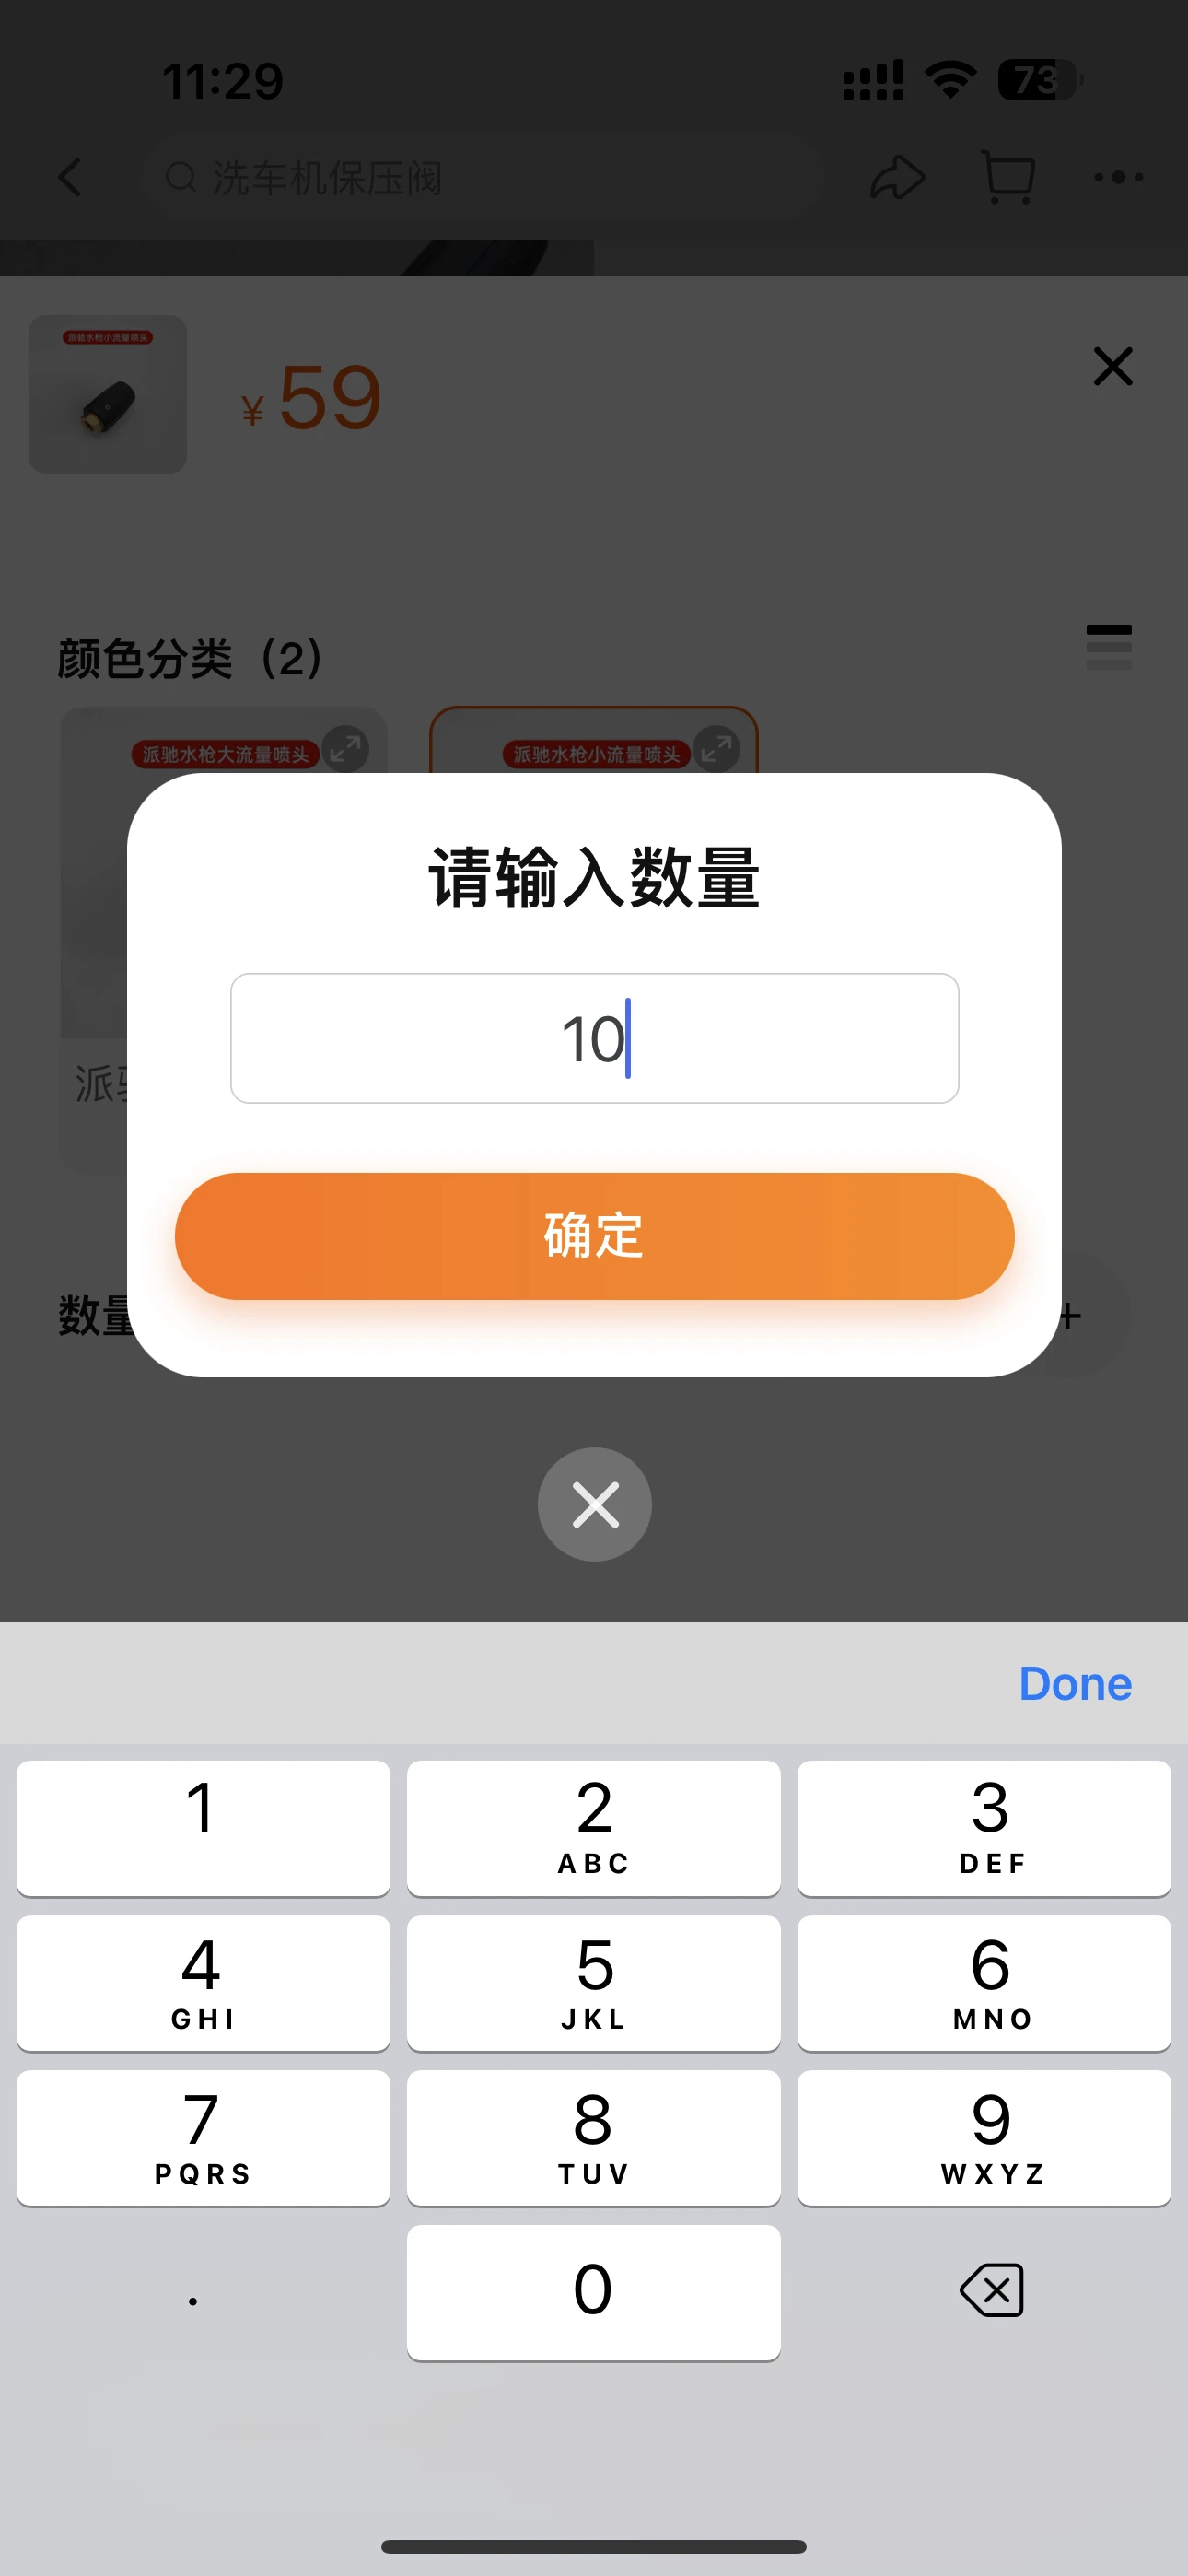 11:29
73
洗车机保压阀
派驰水枪小流量喷头
¥59
颜色分类（2）
派驰水枪大流量喷头
派驰水枪小流量喷头
请输入数量
10
派
确定
数量
+
Done
1
2
ABC
3
DEF
4
GHI
5
JKL
6
MNO
7
PQRS
8
TUV
9
WXYZ
.
0